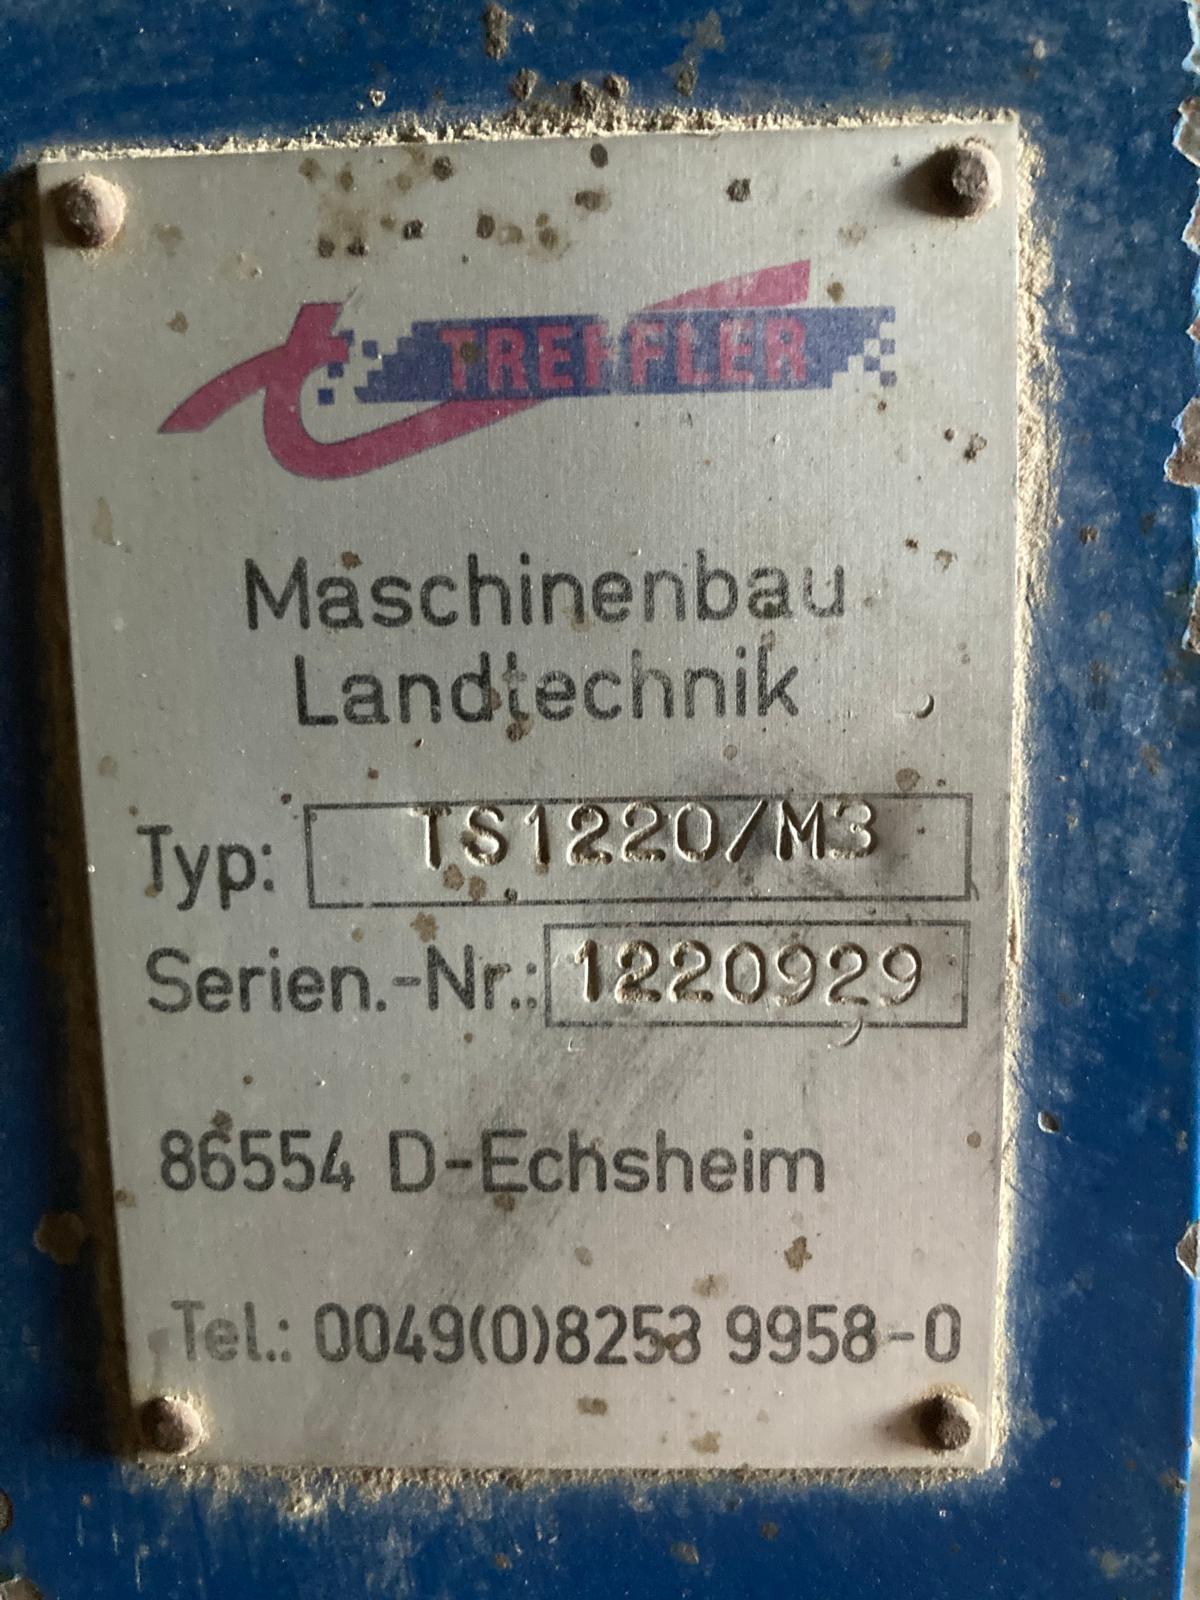 t TREFFLER
Maschinenbau
Landtechnik
Typ: TS1220/M3
Serien.-Nr.: 1220929
86554 D-Echsheim
Tel.: 0049(0)8253 9958-0